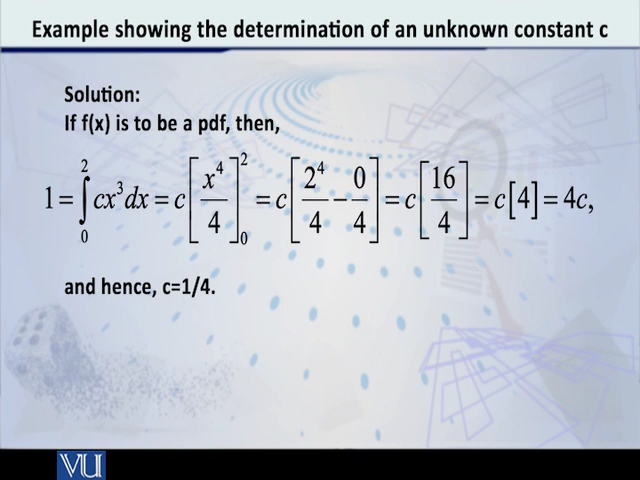 Example showing the determination of an unknown constant c
Solution:
If f(x) is to be a pdf, then,
1 = ∫₀² cx³dx = c[x⁴/4]₀² = c[2⁴/4 − 0/4] = c[16/4] = c[4] = 4c,
and hence, c=1/4.
VU